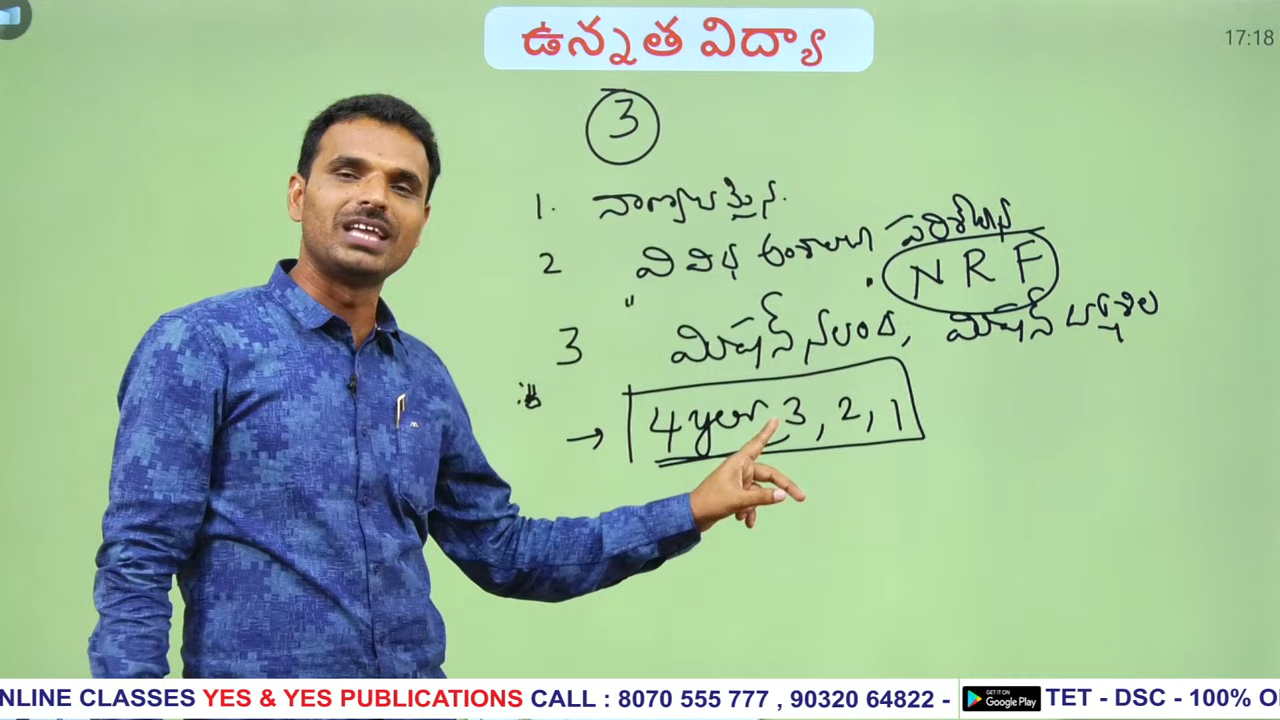 ఉన్నత విద్యా
17:18
3
1. నాణ్యమైన.
2 వివిధ అంశాలలో పరిశోధన
NRF
3 మిషన్ నలంద, మిషన్ తక్షశిల
→ 4 year 3, 2, 1
NLINE CLASSES YES & YES PUBLICATIONS CALL : 8070 555 777 , 90320 64822 - GET IT ON Google Play TET - DSC - 100% O